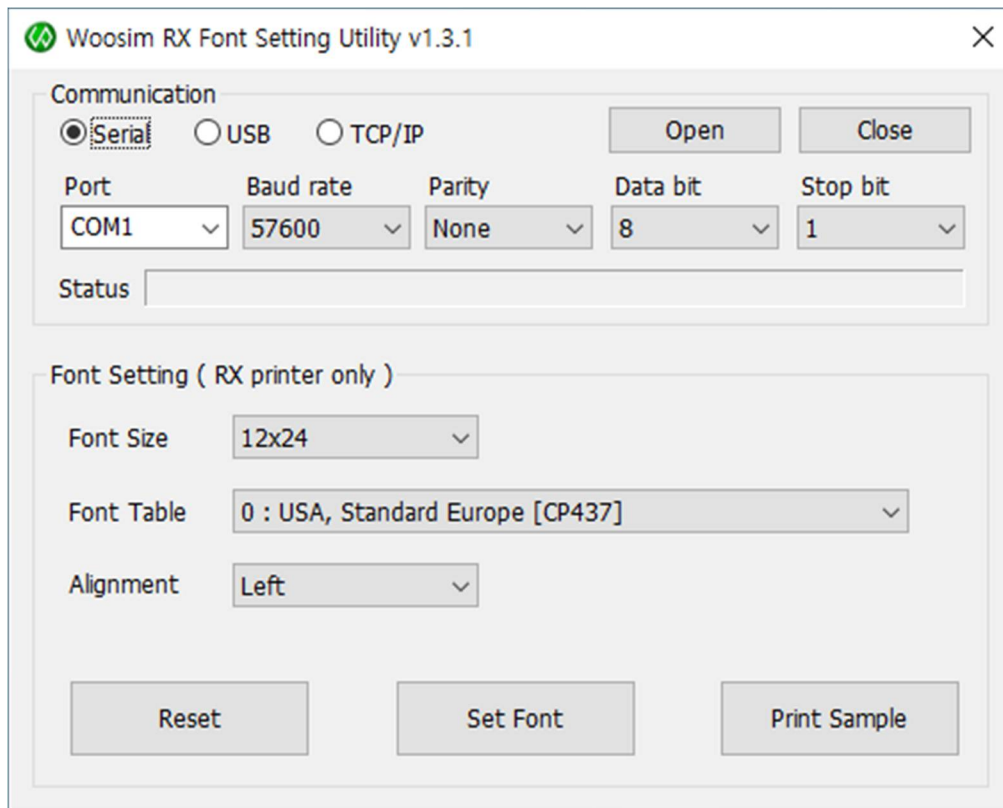 Woosim RX Font Setting Utility v1.3.1
Communication
Serial USB TCP/IP Open Close
Port Baud rate Parity Data bit Stop bit
COM1 57600 None 8 1
Status
Font Setting ( RX printer only )
Font Size 12x24
Font Table 0 : USA, Standard Europe [CP437]
Alignment Left
Reset Set Font Print Sample